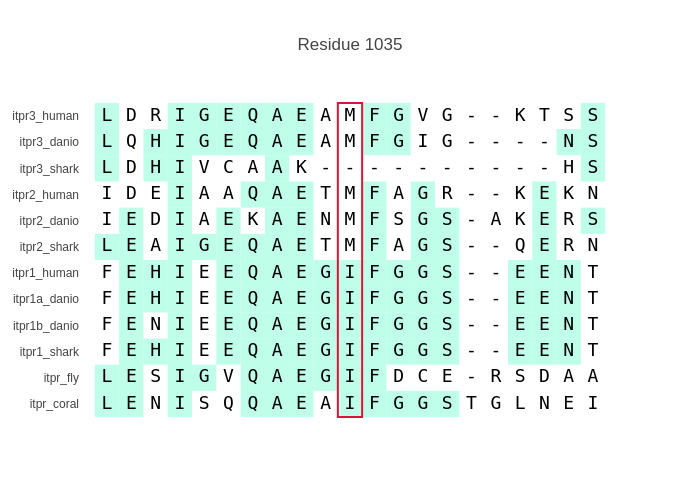 Residue 1035
itpr3_human L D R I G E Q A E A M F G V G - - K T S S
itpr3_danio L Q H I G E Q A E A M F G I G - - - - N S
itpr3_shark L D H I V C A A K - - - - - - - - - - H S
itpr2_human I D E I A A Q A E T M F A G R - - K E K N
itpr2_danio I E D I A E K A E N M F S G S - A K E R S
itpr2_shark L E A I G E Q A E T M F A G S - - Q E R N
itpr1_human F E H I E E Q A E G I F G G S - - E E N T
itpr1a_danio F E H I E E Q A E G I F G G S - - E E N T
itpr1b_danio F E N I E E Q A E G I F G G S - - E E N T
itpr1_shark F E H I E E Q A E G I F G G S - - E E N T
itpr_fly L E S I G V Q A E G I F D C E - R S D A A
itpr_coral L E N I S Q Q A E A I F G G S T G L N E I